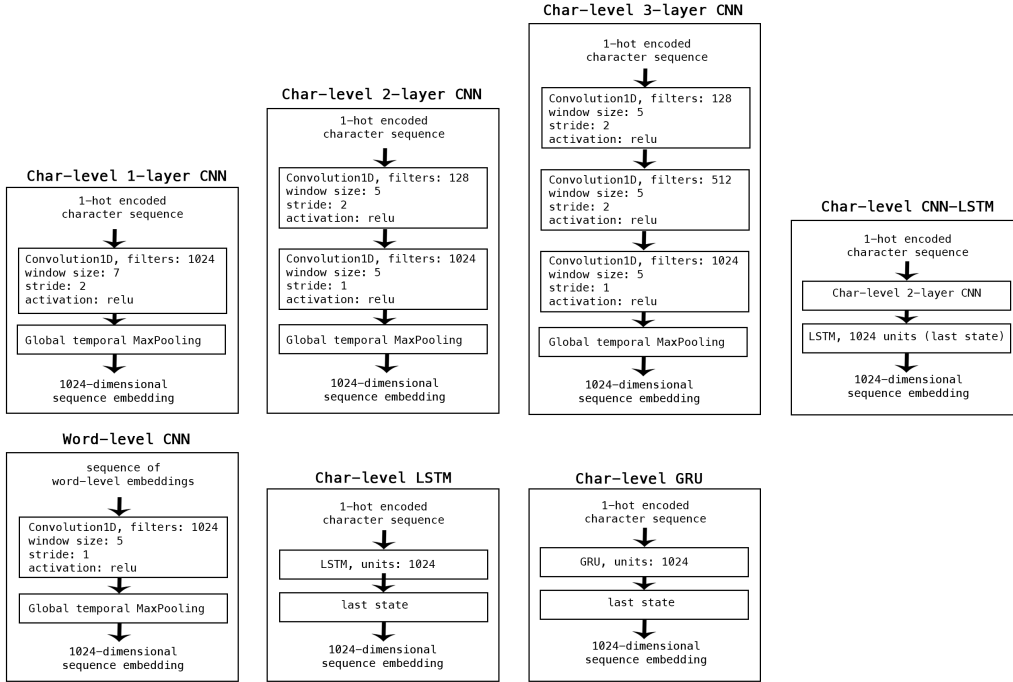 Char-level 1-layer CNN
1-hot encoded
character sequence
Convolution1D, filters: 1024
window size: 7
stride: 2
activation: relu
Global temporal MaxPooling
1024-dimensional
sequence embedding
Char-level 2-layer CNN
1-hot encoded
character sequence
Convolution1D, filters: 128
window size: 5
stride: 2
activation: relu
Convolution1D, filters: 1024
window size: 5
stride: 1
activation: relu
Global temporal MaxPooling
1024-dimensional
sequence embedding
Char-level 3-layer CNN
1-hot encoded
character sequence
Convolution1D, filters: 128
window size: 5
stride: 2
activation: relu
Convolution1D, filters: 512
window size: 5
stride: 2
activation: relu
Convolution1D, filters: 1024
window size: 5
stride: 1
activation: relu
Global temporal MaxPooling
1024-dimensional
sequence embedding
Char-level CNN-LSTM
1-hot encoded
character sequence
Char-level 2-layer CNN
LSTM, 1024 units (last state)
1024-dimensional
sequence embedding
Word-level CNN
sequence of
word-level embeddings
Convolution1D, filters: 1024
window size: 5
stride: 1
activation: relu
Global temporal MaxPooling
1024-dimensional
sequence embedding
Char-level LSTM
1-hot encoded
character sequence
LSTM, units: 1024
last state
1024-dimensional
sequence embedding
Char-level GRU
1-hot encoded
character sequence
GRU, units: 1024
last state
1024-dimensional
sequence embedding